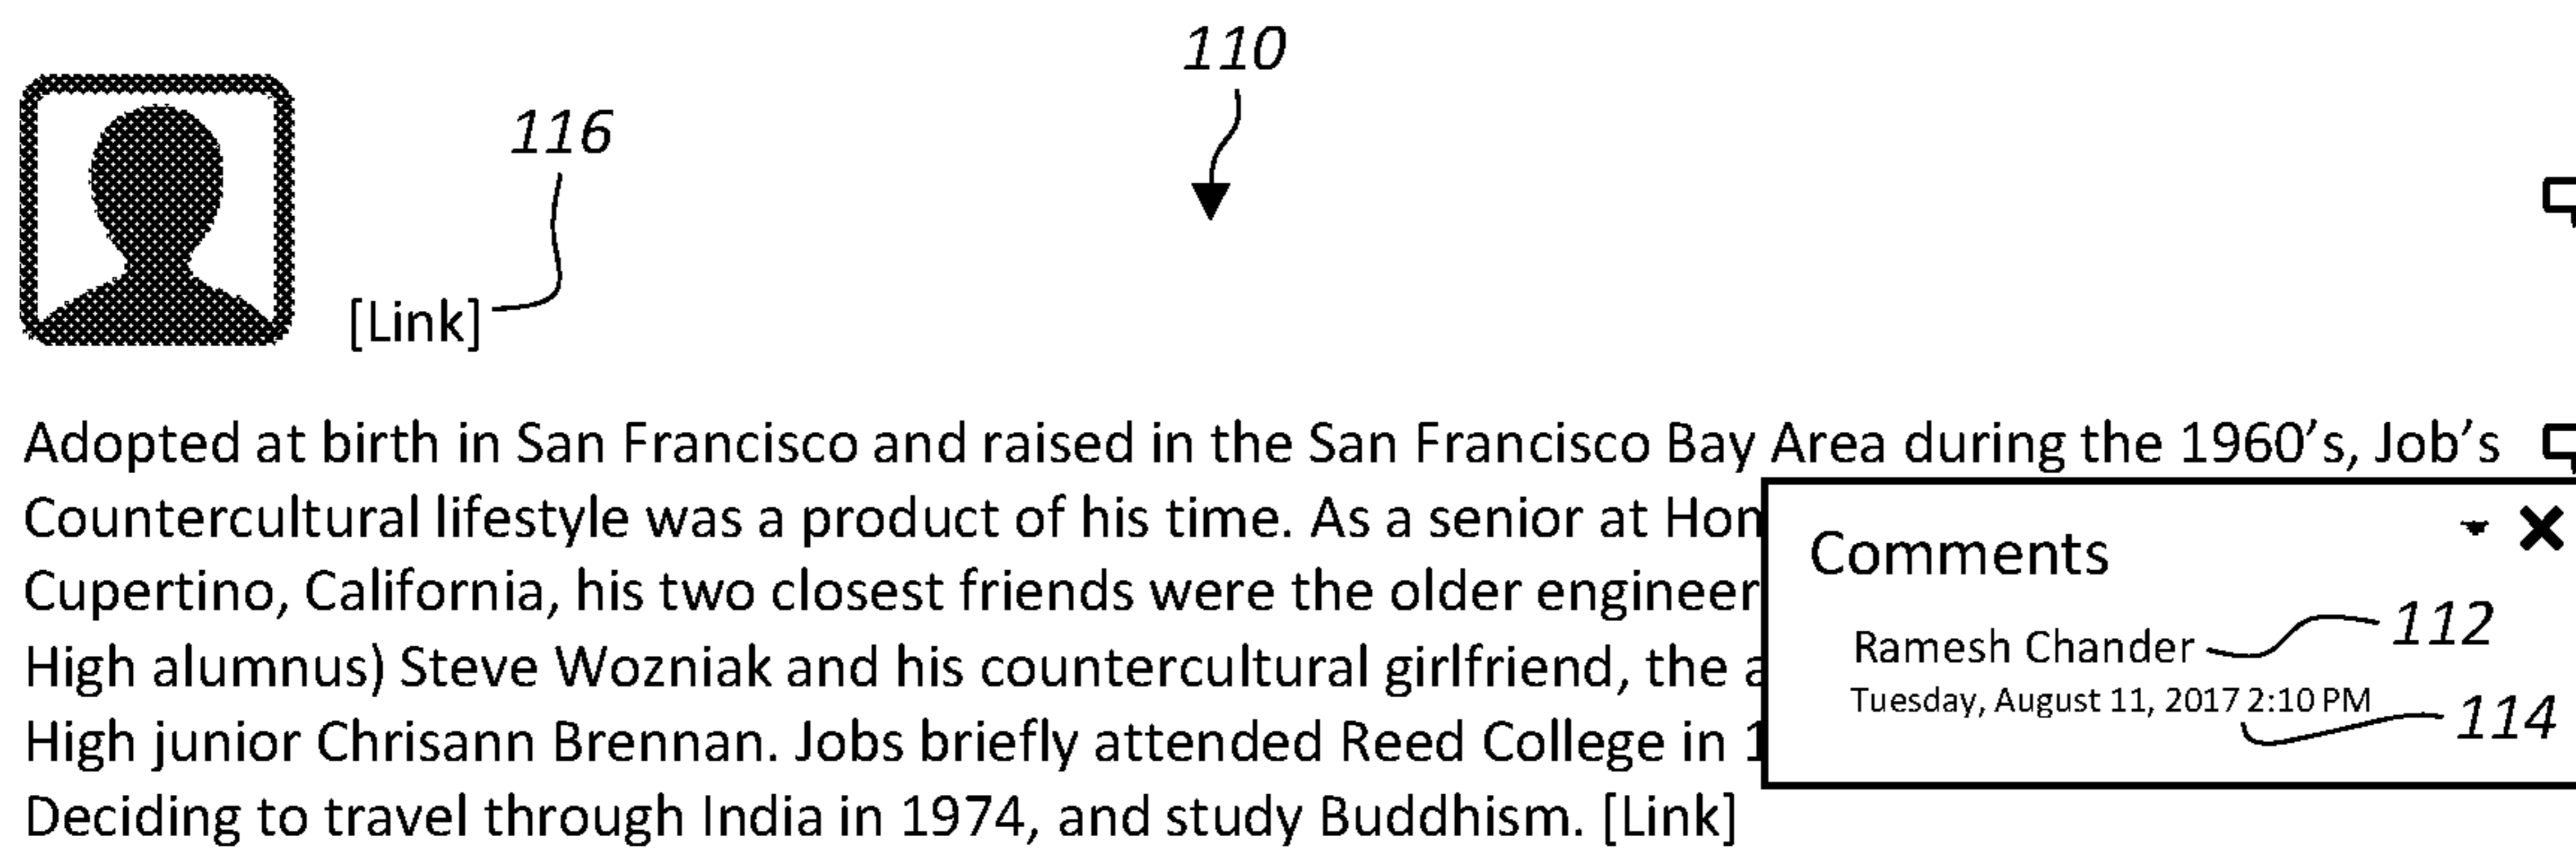 110
116
[Link]
Adopted at birth in San Francisco and raised in the San Francisco Bay Area during the 1960's, Job's
Countercultural lifestyle was a product of his time. As a senior at
Cupertino, California, his two closest friends were the older engineer
High alumnus) Steve Wozniak and his countercultural girlfriend, the
High junior Chrisann Brennan. Jobs briefly attended Reed College in
Deciding to travel through India in 1974, and study Buddhism. [Link]
Comments
Ramesh Chander
112
Tuesday, August 11, 2017 2:10 PM
114